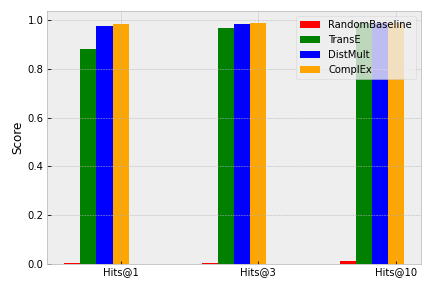 RandomBaseline
TransE
DistMult
ComplEx
1.0
0.8
0.6
0.4
0.2
0.0
Score
Hits@1
Hits@3
Hits@10